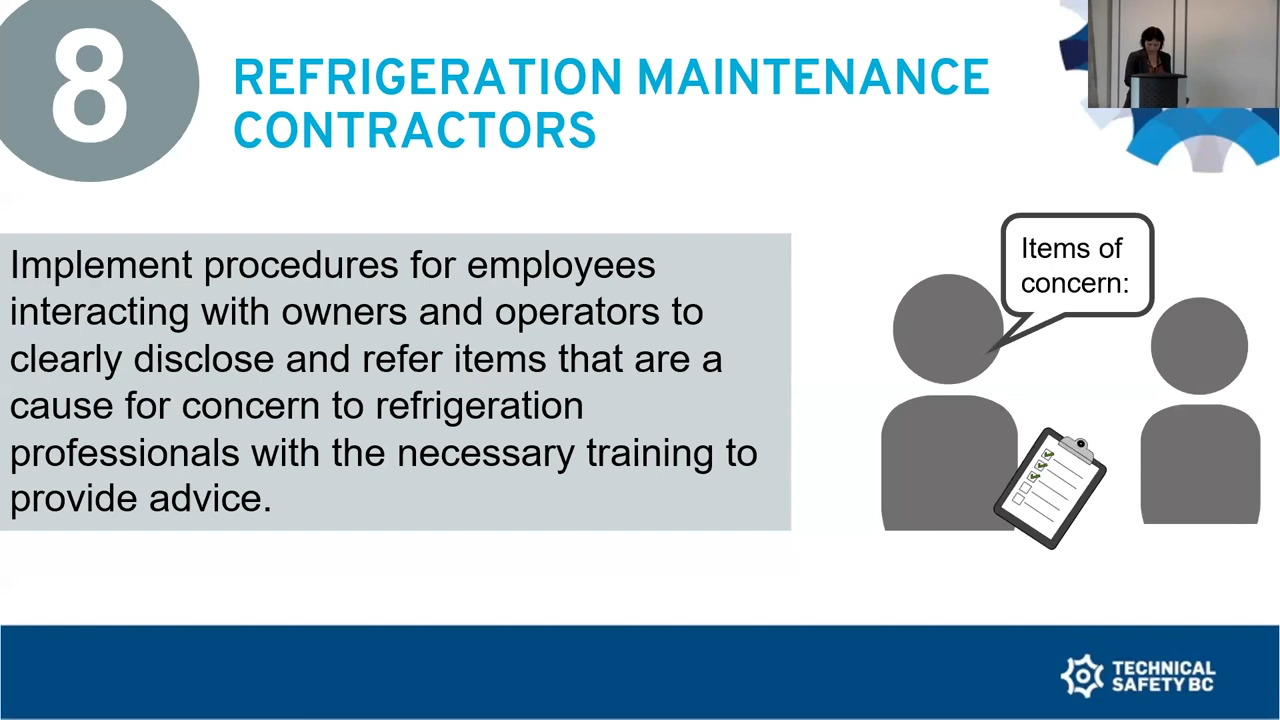 8
REFRIGERATION MAINTENANCE
CONTRACTORS
Implement procedures for employees
interacting with owners and operators to
clearly disclose and refer items that are a
cause for concern to refrigeration
professionals with the necessary training to
provide advice.
Items of
concern:
TECHNICAL
SAFETY BC